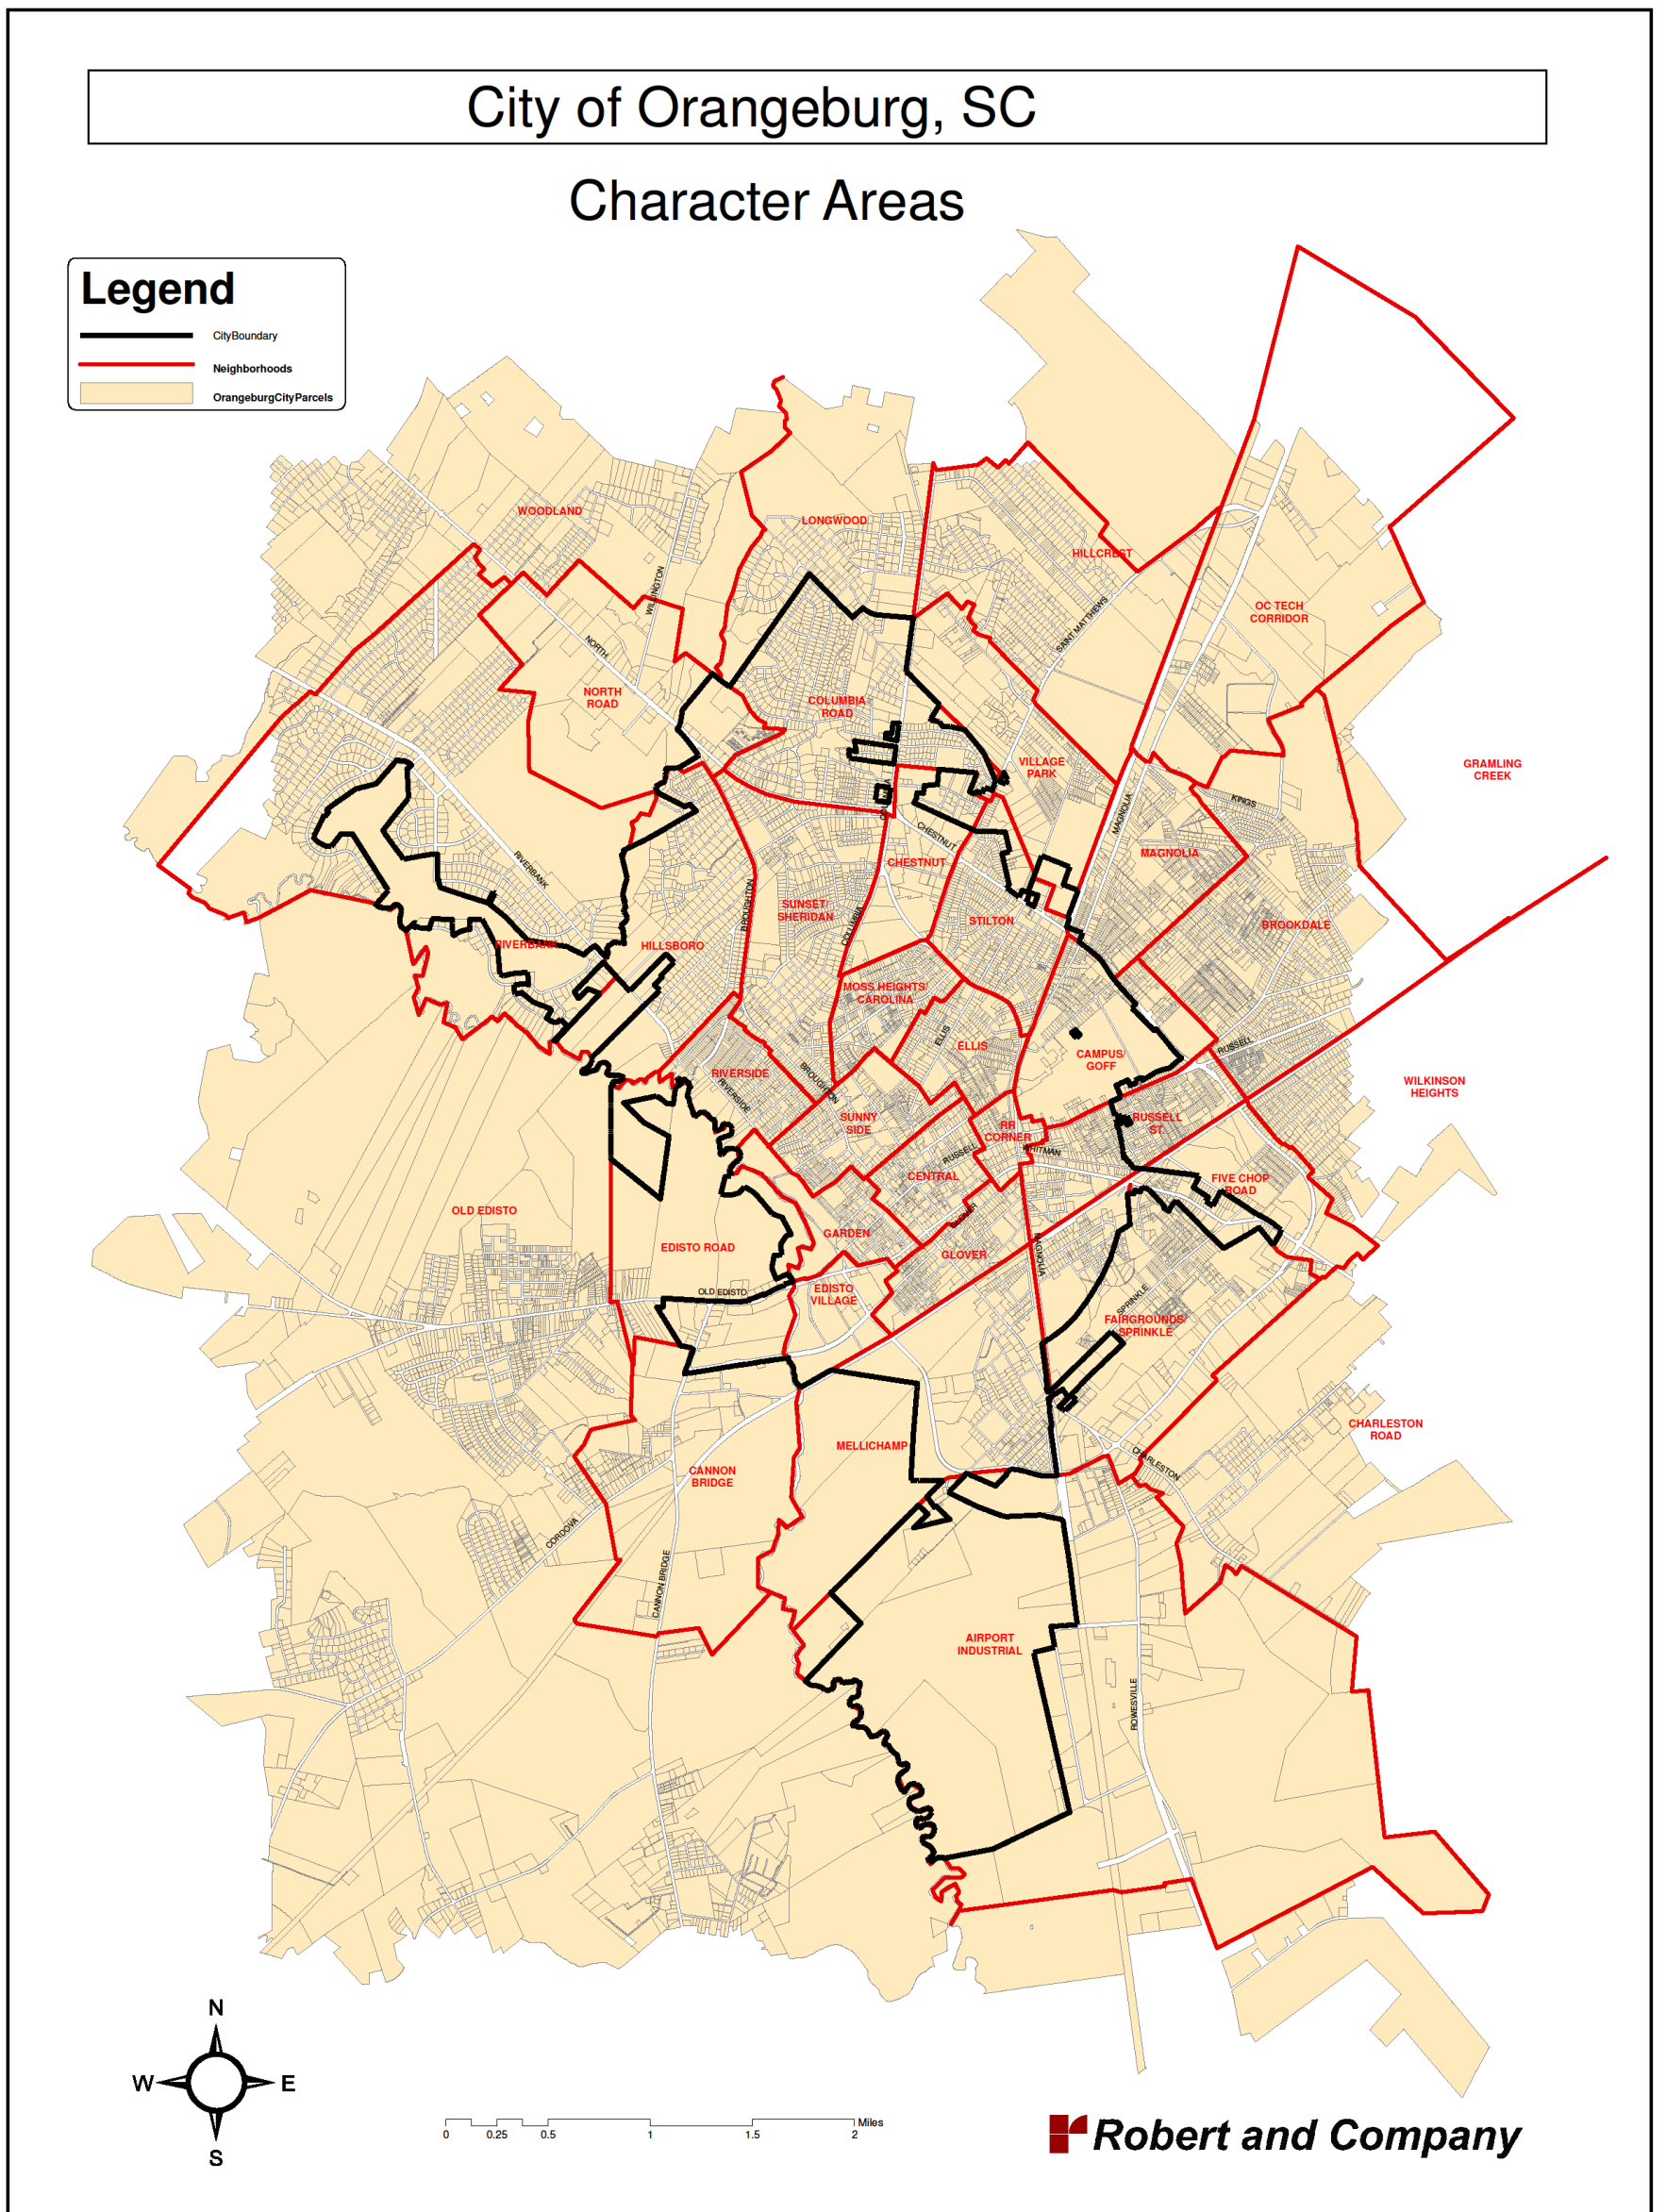 City of Orangeburg, SC
Character Areas
Legend
CityBoundary
Neighborhoods
OrangeburgCityParcels
WOODLAND
LONGWOOD
HILLCREST
WILLINGTON
OC TECH
CORRIDOR
SAINT MATTHEWS
NORTH
NORTH
ROAD
COLUMBIA
ROAD
VILLAGE
PARK
GRAMLING
CREEK
KINGS
MAGNOLIA
CHESTNUT
MAGNOLIA
CHESTNUT
RIVERBANK
BROUGHTON
SUNSET/
SHERIDAN
COLUMBIA
STILTON
BROOKDALE
RIVERBANK
HILLSBORO
MOSS HEIGHTS/
CAROLINA
ELLIS
ELLIS
CAMPUS/
GOFF
RUSSELL
RIVERSIDE
BROUGHTON
RIVERSIDE
WILKINSON
HEIGHTS
SUNNY
SIDE
RR
CORNER
RUSSELL
ST.
RUSSELL
WHITMAN
CENTRAL
FIVE CHOP
ROAD
OLD EDISTO
GARDEN
GLOVER
EDISTO ROAD
GLOVER
MAGNOLIA
OLD EDISTO
EDISTO
VILLAGE
SPRINKLE
FAIRGROUNDS/
SPRINKLE
CHARLESTON
ROAD
MELLICHAMP
CHARLESTON
CANNON
BRIDGE
CORDOVA
CANNON BRIDGE
AIRPORT
INDUSTRIAL
ROWESVILLE
N
W
E
S
Miles
0 0.25 0.5 1 1.5 2
Robert and Company